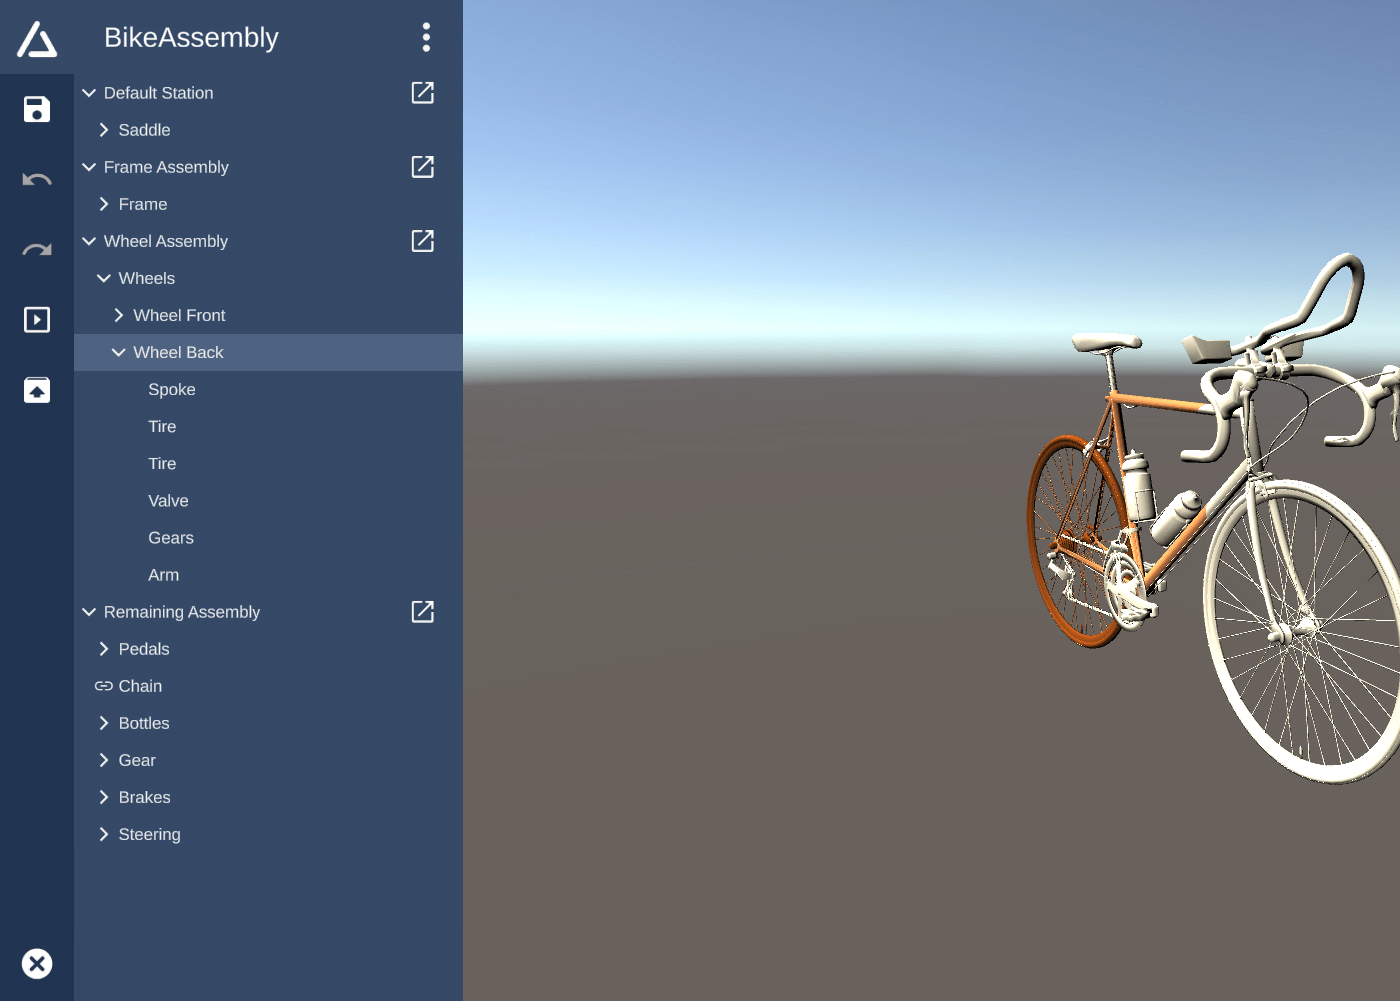 BikeAssembly
Default Station
Saddle
Frame Assembly
Frame
Wheel Assembly
Wheels
Wheel Front
Wheel Back
Spoke
Tire
Tire
Valve
Gears
Arm
Remaining Assembly
Pedals
Chain
Bottles
Gear
Brakes
Steering